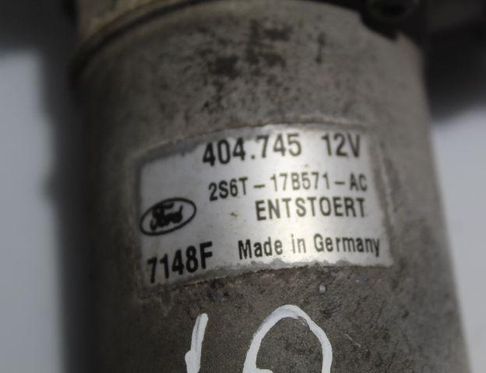 404.745 12V
2S6T-17B571-AC
Ford ENTSTOERT
7148F Made in Germany